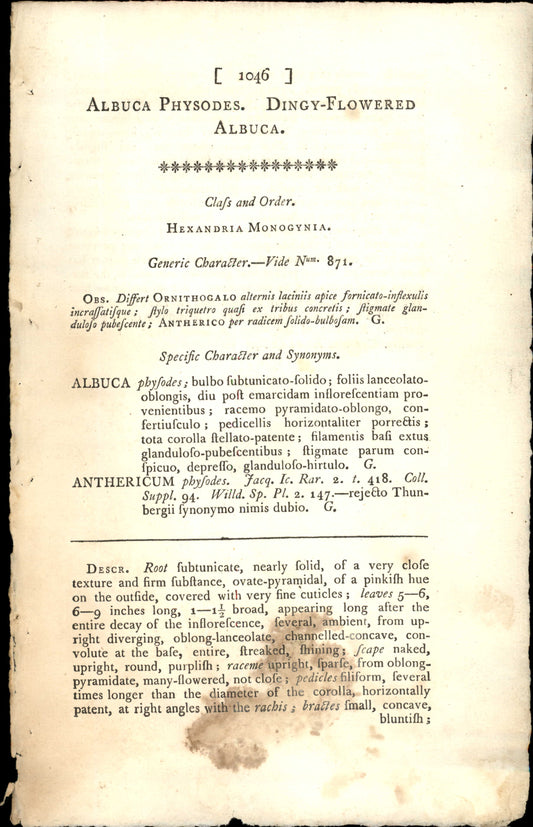 [ 1046 ]
ALBUCA PHYSODES. DINGY-FLOWERED
ALBUCA.
****************
Claſs and Order.
HEXANDRIA MONOGYNIA.
Generic Character.—Vide Num. 871.
OBS. Differt ORNITHOGALO alternis laciniis apice fornicato-inflexulis
incraſſatiſque; ſtylo triquetro quaſi ex tribus concretis; ſtigmate glan-
duloſo pubeſcente; ANTHERICO per radicem ſolido-bulboſam. G.
Specific Character and Synonyms.
ALBUCA phyſodes; bulbo ſubtunicato-ſolido; foliis lanceolato-
oblongis, diu poſt emarcidam infloreſcentiam pro-
venientibus; racemo pyramidato-oblongo, con-
fertiuſculo; pedicellis horizontaliter porrectis;
tota corolla ſtellato-patente; filamentis baſi extus
glanduloſo-pubeſcentibus; ſtigmate parum con-
ſpicuo, depreſſo, glanduloſo-hirtulo. G.
ANTHERICUM phyſodes. Jacq. Ic. Rar. 2. t. 418. Coll.
Suppl. 94. Willd. Sp. Pl. 2. 147.—rejecto Thun-
bergii ſynonymo nimis dubio. G.
DESCR. Root ſubtunicate, nearly ſolid, of a very cloſe
texture and firm ſubſtance, ovate-pyramidal, of a pinkiſh hue
on the outſide, covered with very fine cuticles; leaves 5—6,
6—9 inches long, 1—1½ broad, appearing long after the
entire decay of the infloreſcence, ſeveral, ambient, from up-
right diverging, oblong-lanceolate, channelled-concave, con-
volute at the baſe, entire, ſtreaked, ſhining; ſcape naked,
upright, round, purpliſh; raceme upright, ſparſe, from oblong-
pyramidate, many-flowered, not cloſe; pedicles filiform, ſeveral
times longer than the diameter of the corolla, horizontally
patent, at right angles with the rachis; bractes ſmall, concave,
bluntiſh;